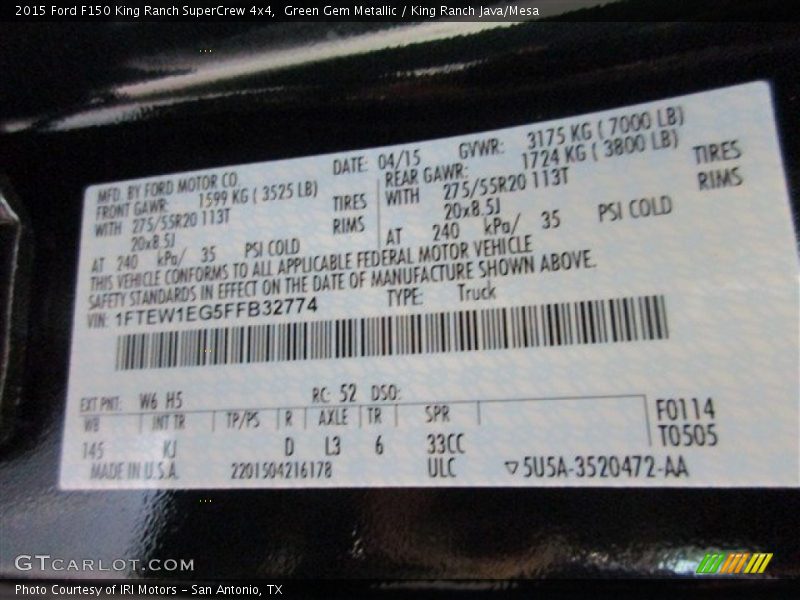 2015 Ford F150 King Ranch SuperCrew 4x4,  Green Gem Metallic / King Ranch Java/Mesa
MFD. BY FORD MOTOR CO. DATE: 04/15 GVWR: 3175 KG ( 7000 LB)
FRONT GAWR: 1599 KG ( 3525 LB) REAR GAWR: 1724 KG ( 3800 LB)
WITH 275/55R20 113T TIRES WITH 275/55R20 113T TIRES
20x8.5J RIMS 20x8.5J RIMS
AT 240 kPa/ 35 PSI COLD AT 240 kPa/ 35 PSI COLD
THIS VEHICLE CONFORMS TO ALL APPLICABLE FEDERAL MOTOR VEHICLE
SAFETY STANDARDS IN EFFECT ON THE DATE OF MANUFACTURE SHOWN ABOVE.
VIN: 1FTEW1EG5FFB32774 TYPE: Truck
EXT PNT: W6 H5 RC: 52 DSO: F0114
WB INT TR TP/PS R AXLE TR SPR T0505
145 KJ D L3 6 33CC
MADE IN U.S.A. 2201504216178 ULC ▽5U5A-3520472-AA
GTCARLOT.COM
Photo Courtesy of IRI Motors – San Antonio, TX